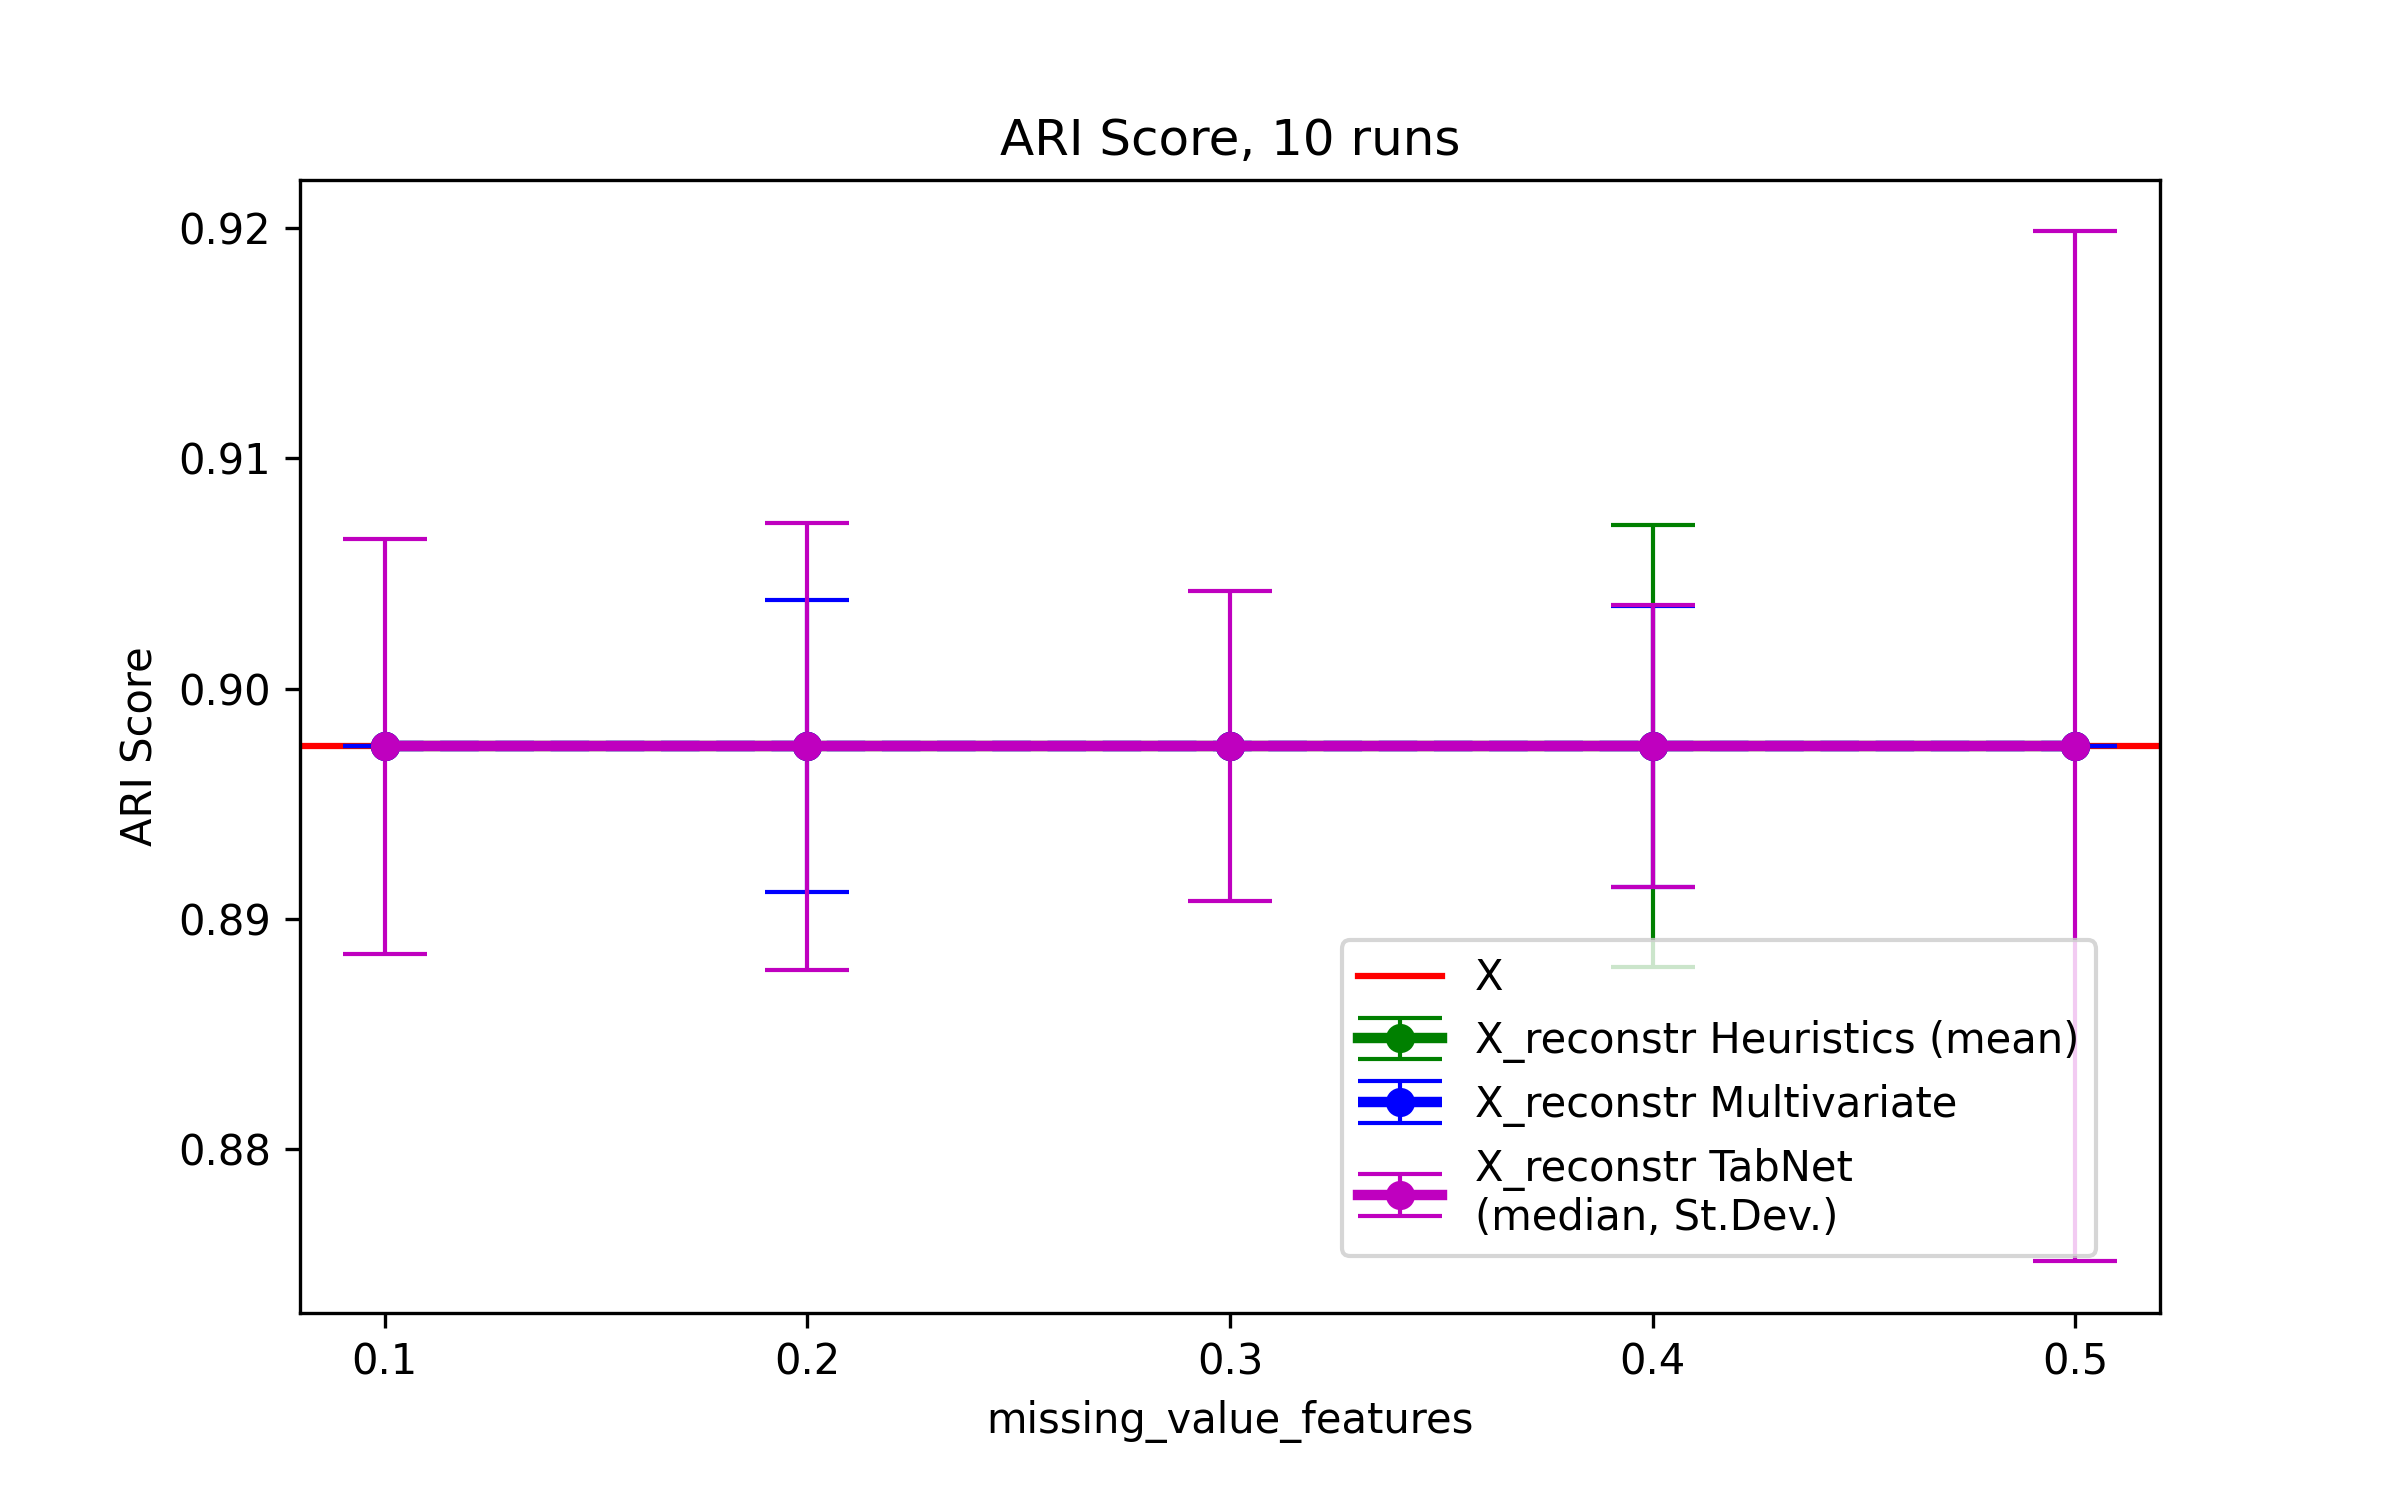 ARI Score, 10 runs
0.92
0.91
0.90
0.89
0.88
ARI Score
X
X_reconstr Heuristics (mean)
X_reconstr Multivariate
X_reconstr TabNet
(median, St.Dev.)
0.1
0.2
0.3
0.4
0.5
missing_value_features